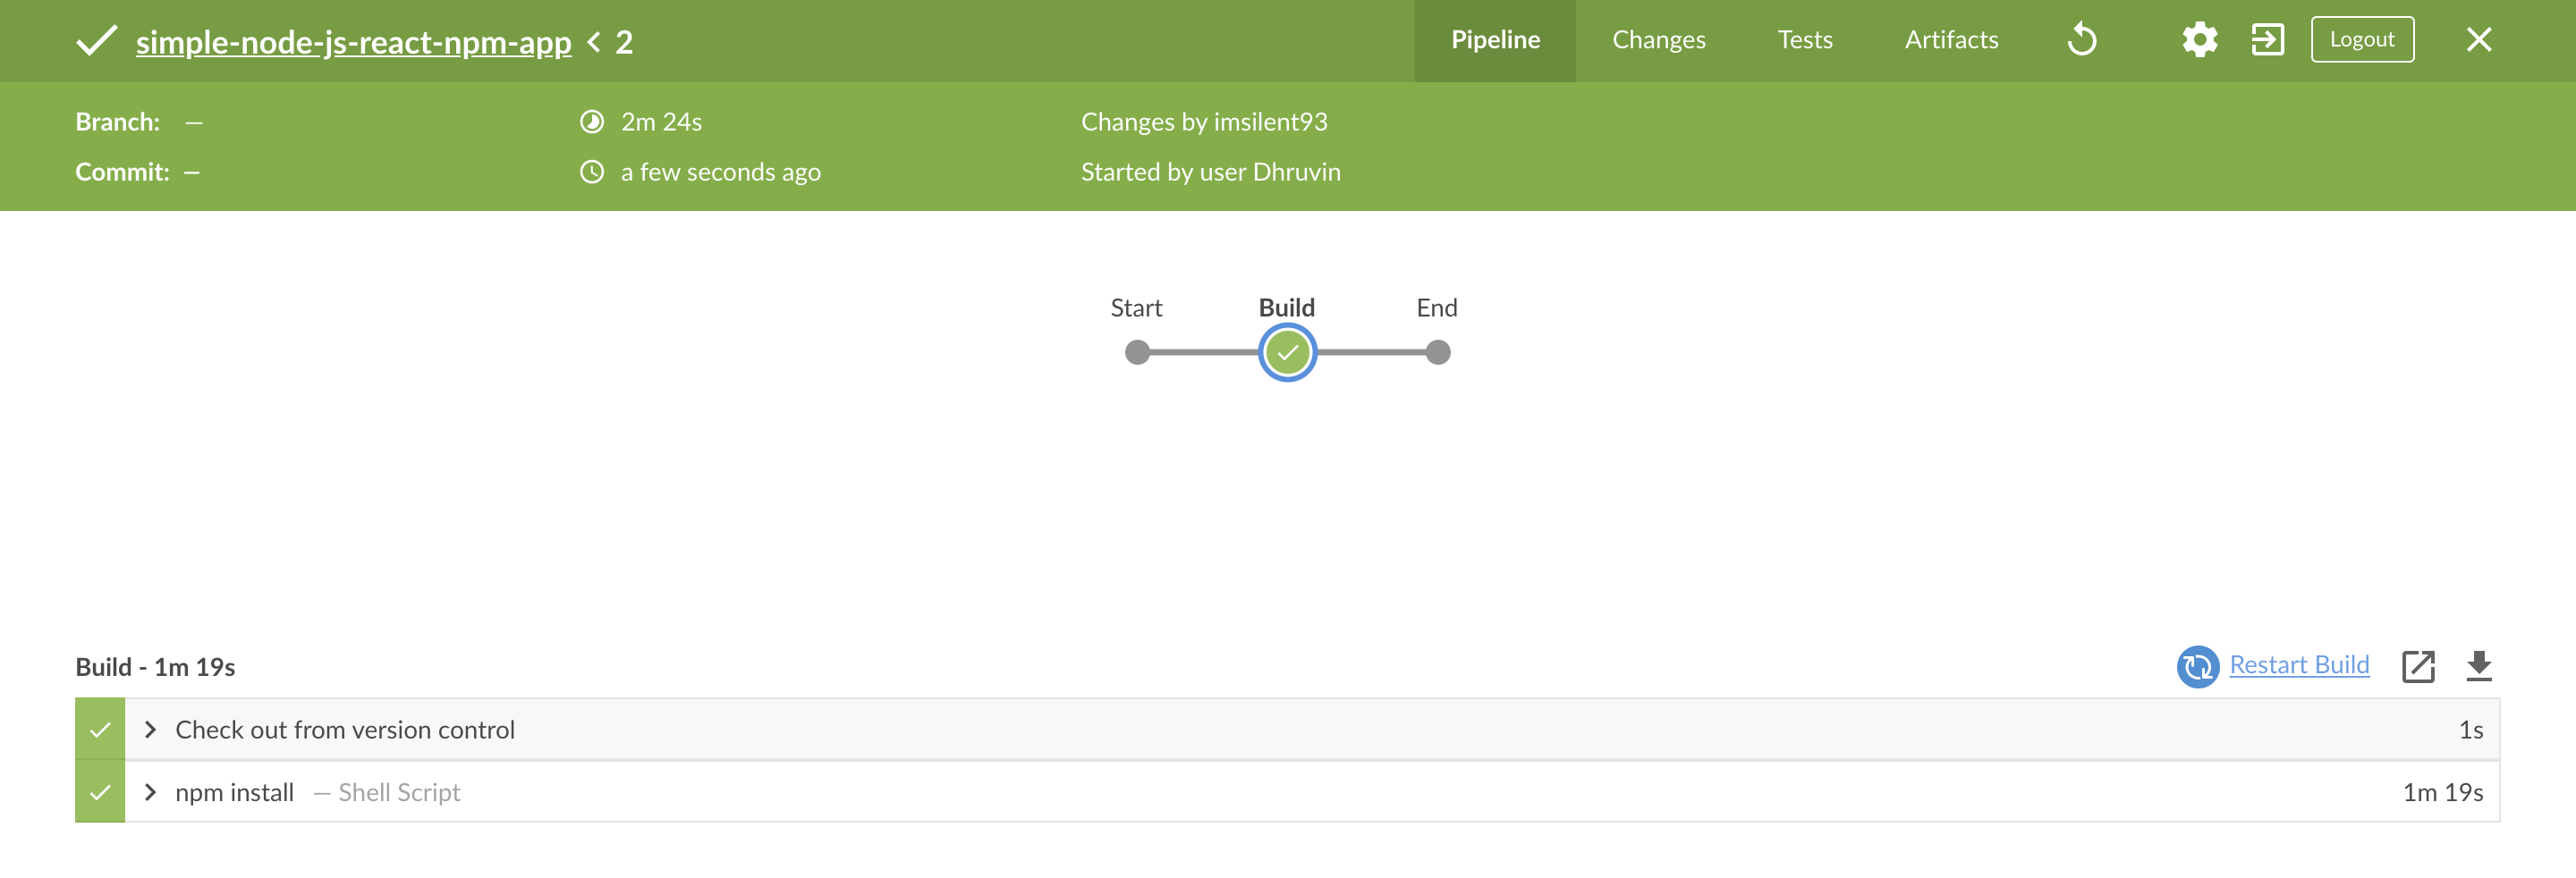 simple-node-js-react-npm-app < 2 Pipeline Changes Tests Artifacts Logout
Branch: — 2m 24s Changes by imsilent93
Commit: — a few seconds ago Started by user Dhruvin
Start Build End
Build - 1m 19s Restart Build
Check out from version control 1s
npm install — Shell Script 1m 19s